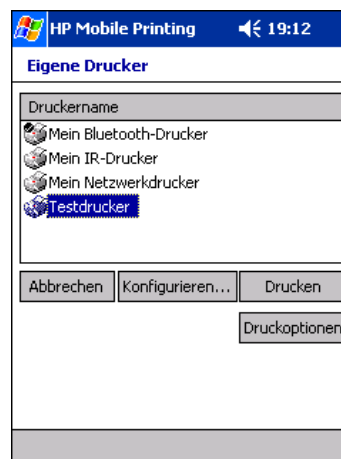 HP Mobile Printing 19:12
Eigene Drucker
Druckername
Mein Bluetooth-Drucker
Mein IR-Drucker
Mein Netzwerkdrucker
Testdrucker
Abbrechen Konfigurieren... Drucken
Druckoptionen